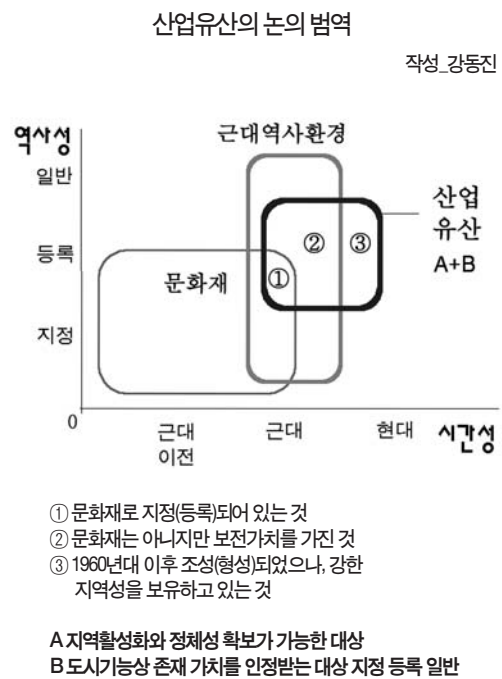 산업유산의 논의 범역
작성_강동진
역사성
근대역사환경
일반
산업
유산
A+B
② ③
등록
문화재
①
지정
0
근대
이전
근대
현대
시간성
① 문화재로 지정(등록)되어 있는 것
② 문화재는 아니지만 보전가치를 가진 것
③ 1960년대 이후 조성(형성)되었으나, 강한
지역성을 보유하고 있는 것
A 지역활성화와 정체성 확보가 가능한 대상
B 도시기능상 존재 가치를 인정받는 대상 지정 등록 일반